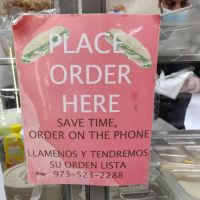 PLACE
ORDER
HERE
SAVE TIME,
ORDER ON THE PHONE
LLAMENOS Y TENDREMOS
SU ORDEN LISTA
973-523-2288